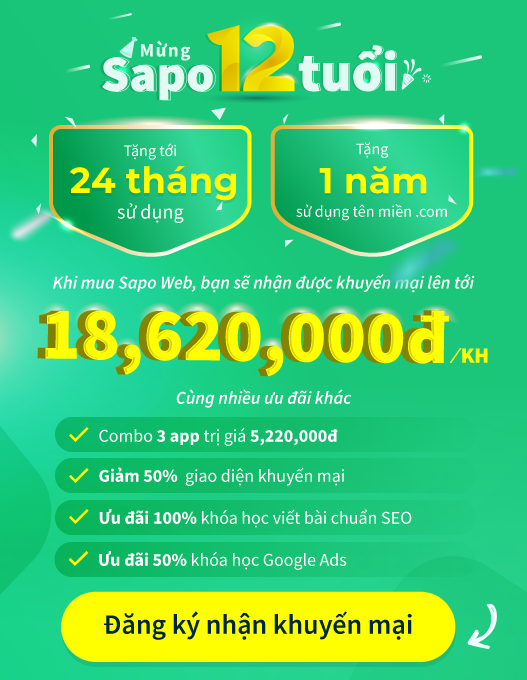 Mừng
Sapo 12 tuổi
Tặng tới
24 tháng
sử dụng
Tặng
1 năm
sử dụng tên miền .com
Khi mua Sapo Web, bạn sẽ nhận được khuyến mại lên tới
18,620,000đ/KH
Cùng nhiều ưu đãi khác
Combo 3 app trị giá 5,220,000đ
Giảm 50% giao diện khuyến mại
Ưu đãi 100% khóa học viết bài chuẩn SEO
Ưu đãi 50% khóa học Google Ads
Đăng ký nhận khuyến mại